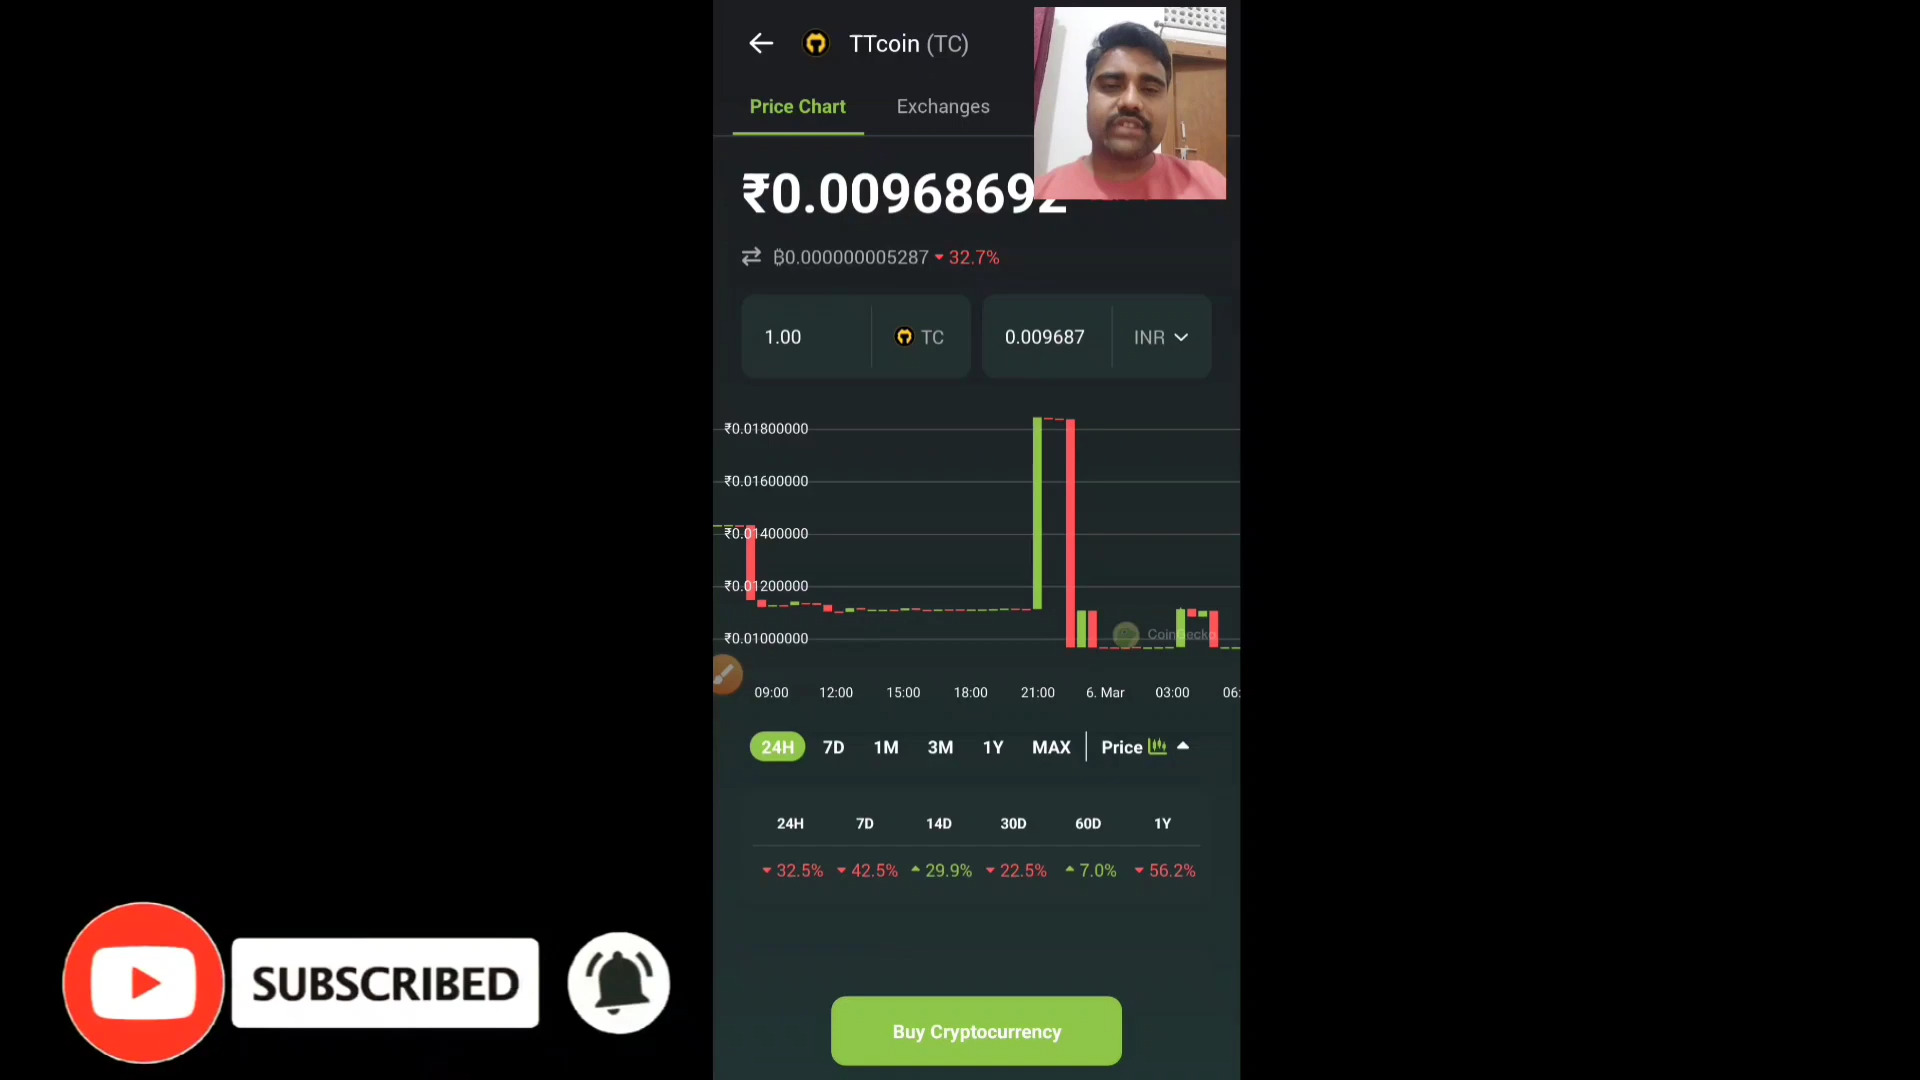 TTcoin (TC)
Price Chart
Exchanges
₹0.00968692
₿0.000000005287 32.7%
1.00 TC 0.009687 INR
₹0.01800000
₹0.01600000
₹0.01400000
₹0.01200000
₹0.01000000
CoinGecko
09:00 12:00 15:00 18:00 21:00 6. Mar 03:00 06:
24H 7D 1M 3M 1Y MAX Price
24H 7D 14D 30D 60D 1Y
32.5% 42.5% 29.9% 22.5% 7.0% 56.2%
SUBSCRIBED
Buy Cryptocurrency